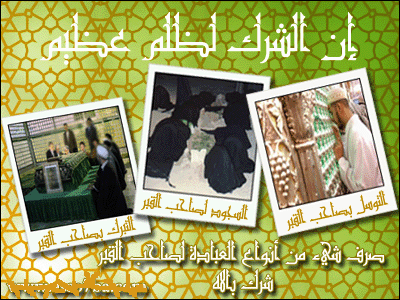 إن الشرك لظلم عظيم
التوسل بصاحب القبر
السجود لصاحب القبر
التبرك بصاحب القبر
صرف شيء من أنواع العبادة لصاحب القبر
شرك بالله